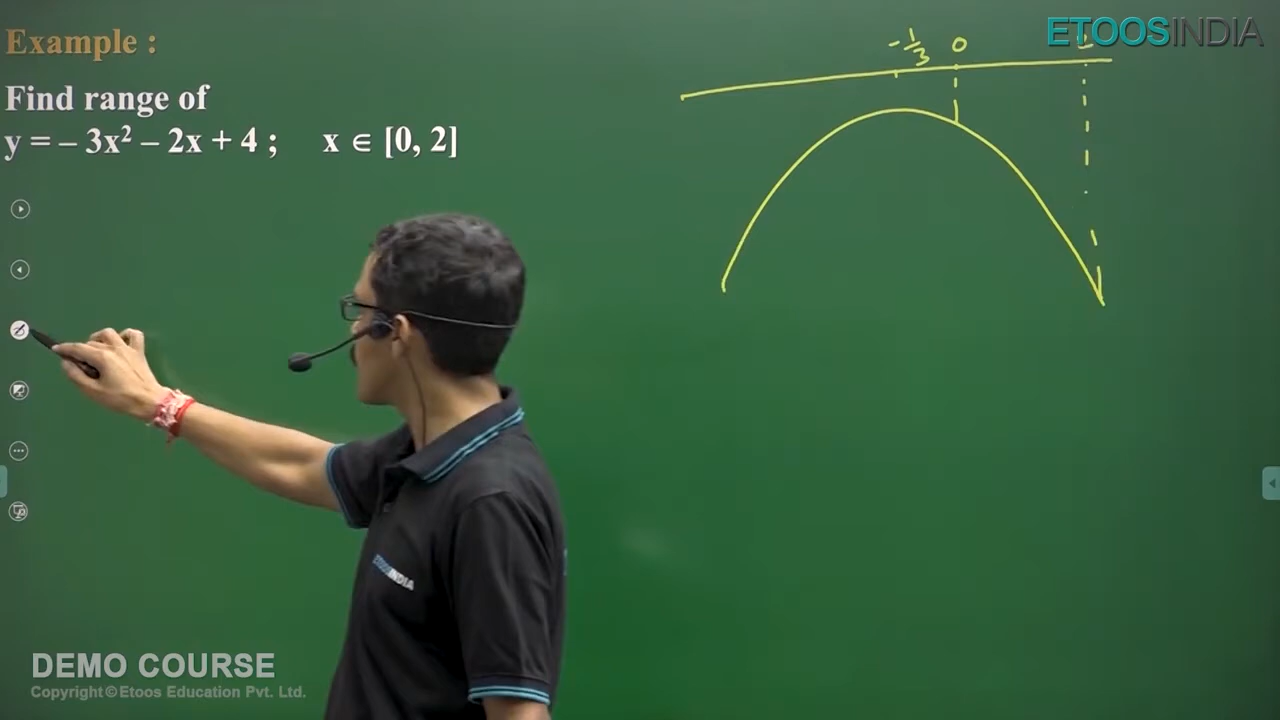 Example :
ETOOSINDIA
Find range of
y = – 3x² – 2x + 4 ; x ∈ [0, 2]
-1/3 0
ETOOSINDIA
DEMO COURSE
Copyright © Etoos Education Pvt. Ltd.